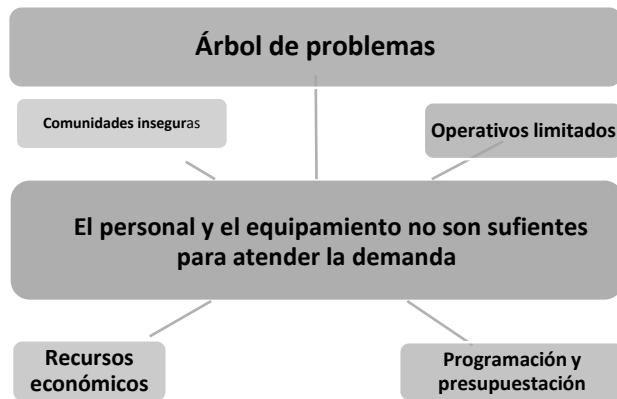 Árbol de problemas
Comunidades inseguras
Operativos limitados
El personal y el equipamiento no son sufientes
para atender la demanda
Recursos
económicos
Programación y
presupuestación